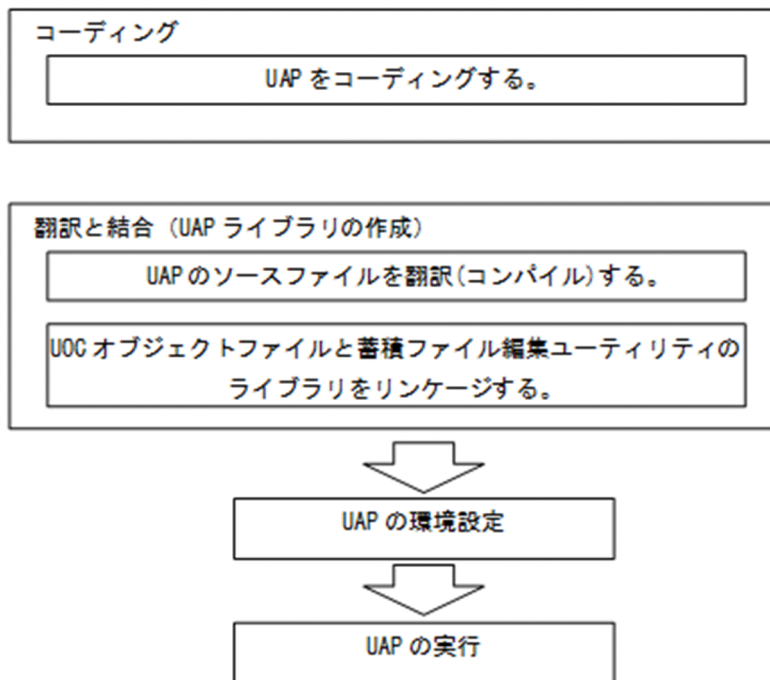 コーディング
UAP をコーディングする。
翻訳と結合（UAP ライブラリの作成）
UAP のソースファイルを翻訳(コンパイル)する。
UOC オブジェクトファイルと蓄積ファイル編集ユーティリティの
ライブラリをリンケージする。
UAP の環境設定
UAP の実行